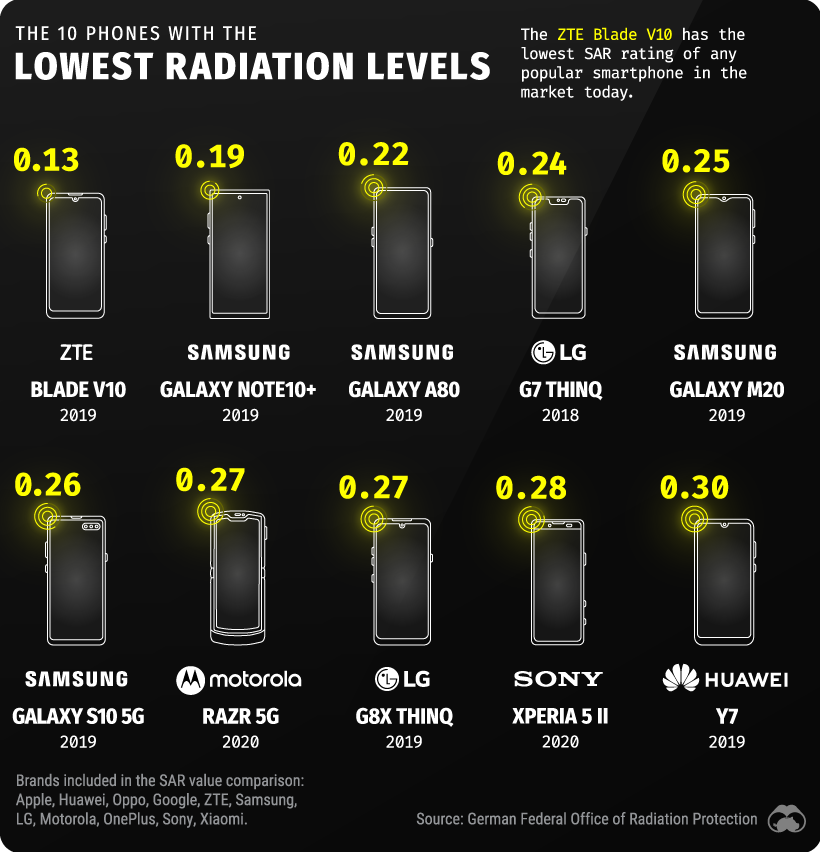 THE 10 PHONES WITH THE
LOWEST RADIATION LEVELS
The ZTE Blade V10 has the
lowest SAR rating of any
popular smartphone in the
market today.
0.13
0.19
0.22
0.24
0.25
ZTE
SAMSUNG
SAMSUNG
LG
SAMSUNG
BLADE V10
GALAXY NOTE10+
GALAXY A80
G7 THINQ
GALAXY M20
2019
2019
2019
2018
2019
0.26
0.27
0.27
0.28
0.30
SAMSUNG
motorola
LG
SONY
HUAWEI
GALAXY S10 5G
RAZR 5G
G8X THINQ
XPERIA 5 II
Y7
2019
2020
2019
2020
2019
Brands included in the SAR value comparison:
Apple, Huawei, Oppo, Google, ZTE, Samsung,
LG, Motorola, OnePlus, Sony, Xiaomi.
Source: German Federal Office of Radiation Protection